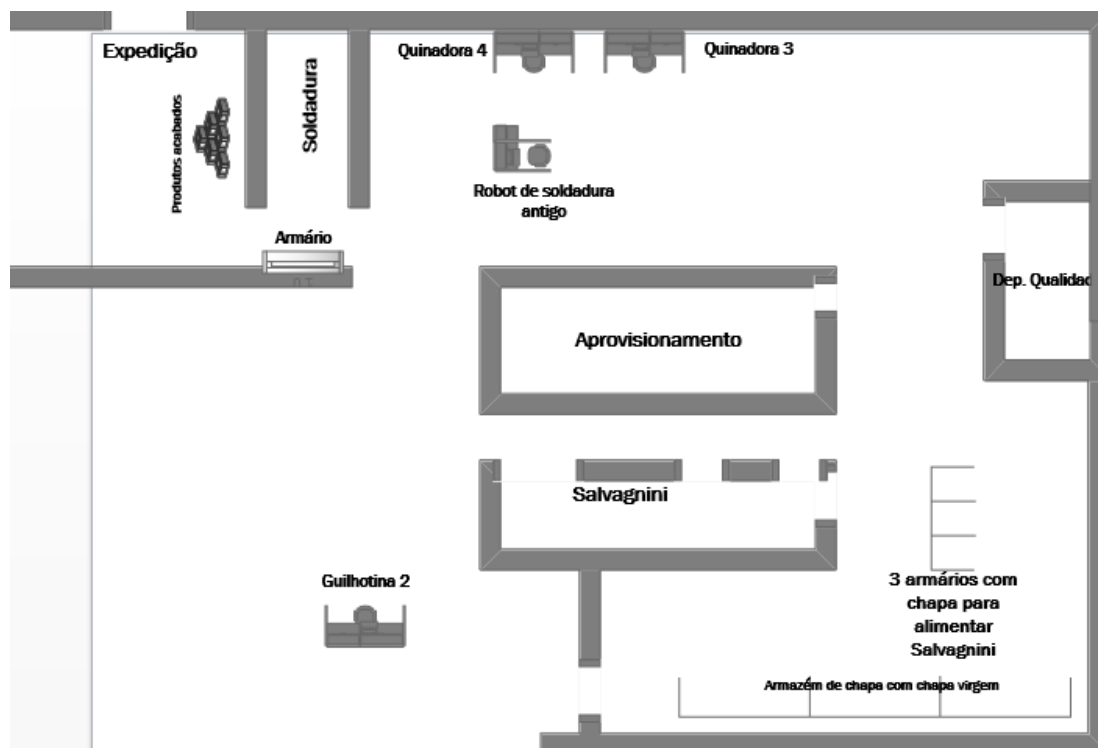 Expedição
Produtos acabados
Soldadura
Quinadora 4
Quinadora 3
Robot de soldadura
antigo
Armário
Dep. Qualidad
Aprovisionamento
Salvagnini
Guilhotina 2
3 armários com
chapa para
alimentar
Salvagnini
Armazém de chapa com chapa virgem